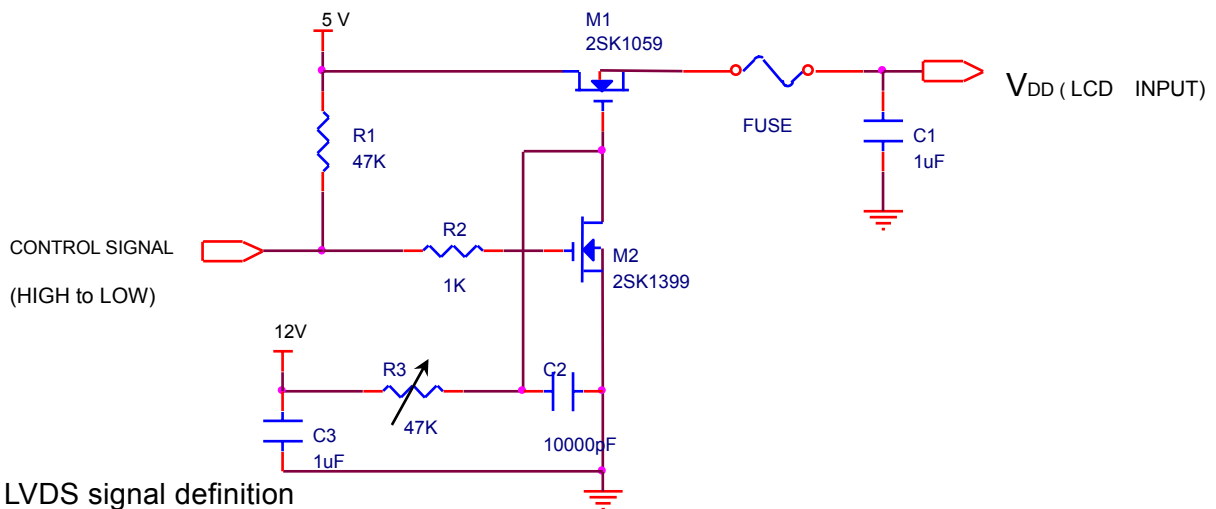 5 V
M1
2SK1059
V_DD ( LCD INPUT)
FUSE
R1
47K
C1
1uF
CONTROL SIGNAL
(HIGH to LOW)
R2
1K
M2
2SK1399
12V
R3
47K
C2
10000pF
C3
1uF
LVDS signal definition